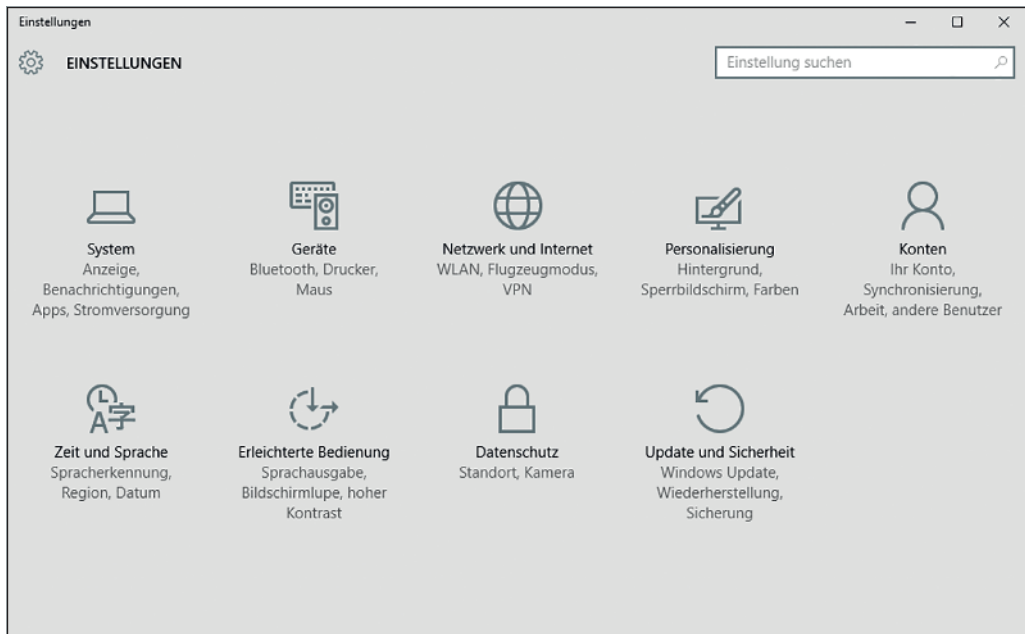 Einstellungen
EINSTELLUNGEN
Einstellung suchen
System
Anzeige,
Benachrichtigungen,
Apps, Stromversorgung
Geräte
Bluetooth, Drucker,
Maus
Netzwerk und Internet
WLAN, Flugzeugmodus,
VPN
Personalisierung
Hintergrund,
Sperrbildschirm, Farben
Konten
Ihr Konto,
Synchronisierung,
Arbeit, andere Benutzer
A字
Zeit und Sprache
Spracherkennung,
Region, Datum
Erleichterte Bedienung
Sprachausgabe,
Bildschirmlupe, hoher
Kontrast
Datenschutz
Standort, Kamera
Update und Sicherheit
Windows Update,
Wiederherstellung,
Sicherung